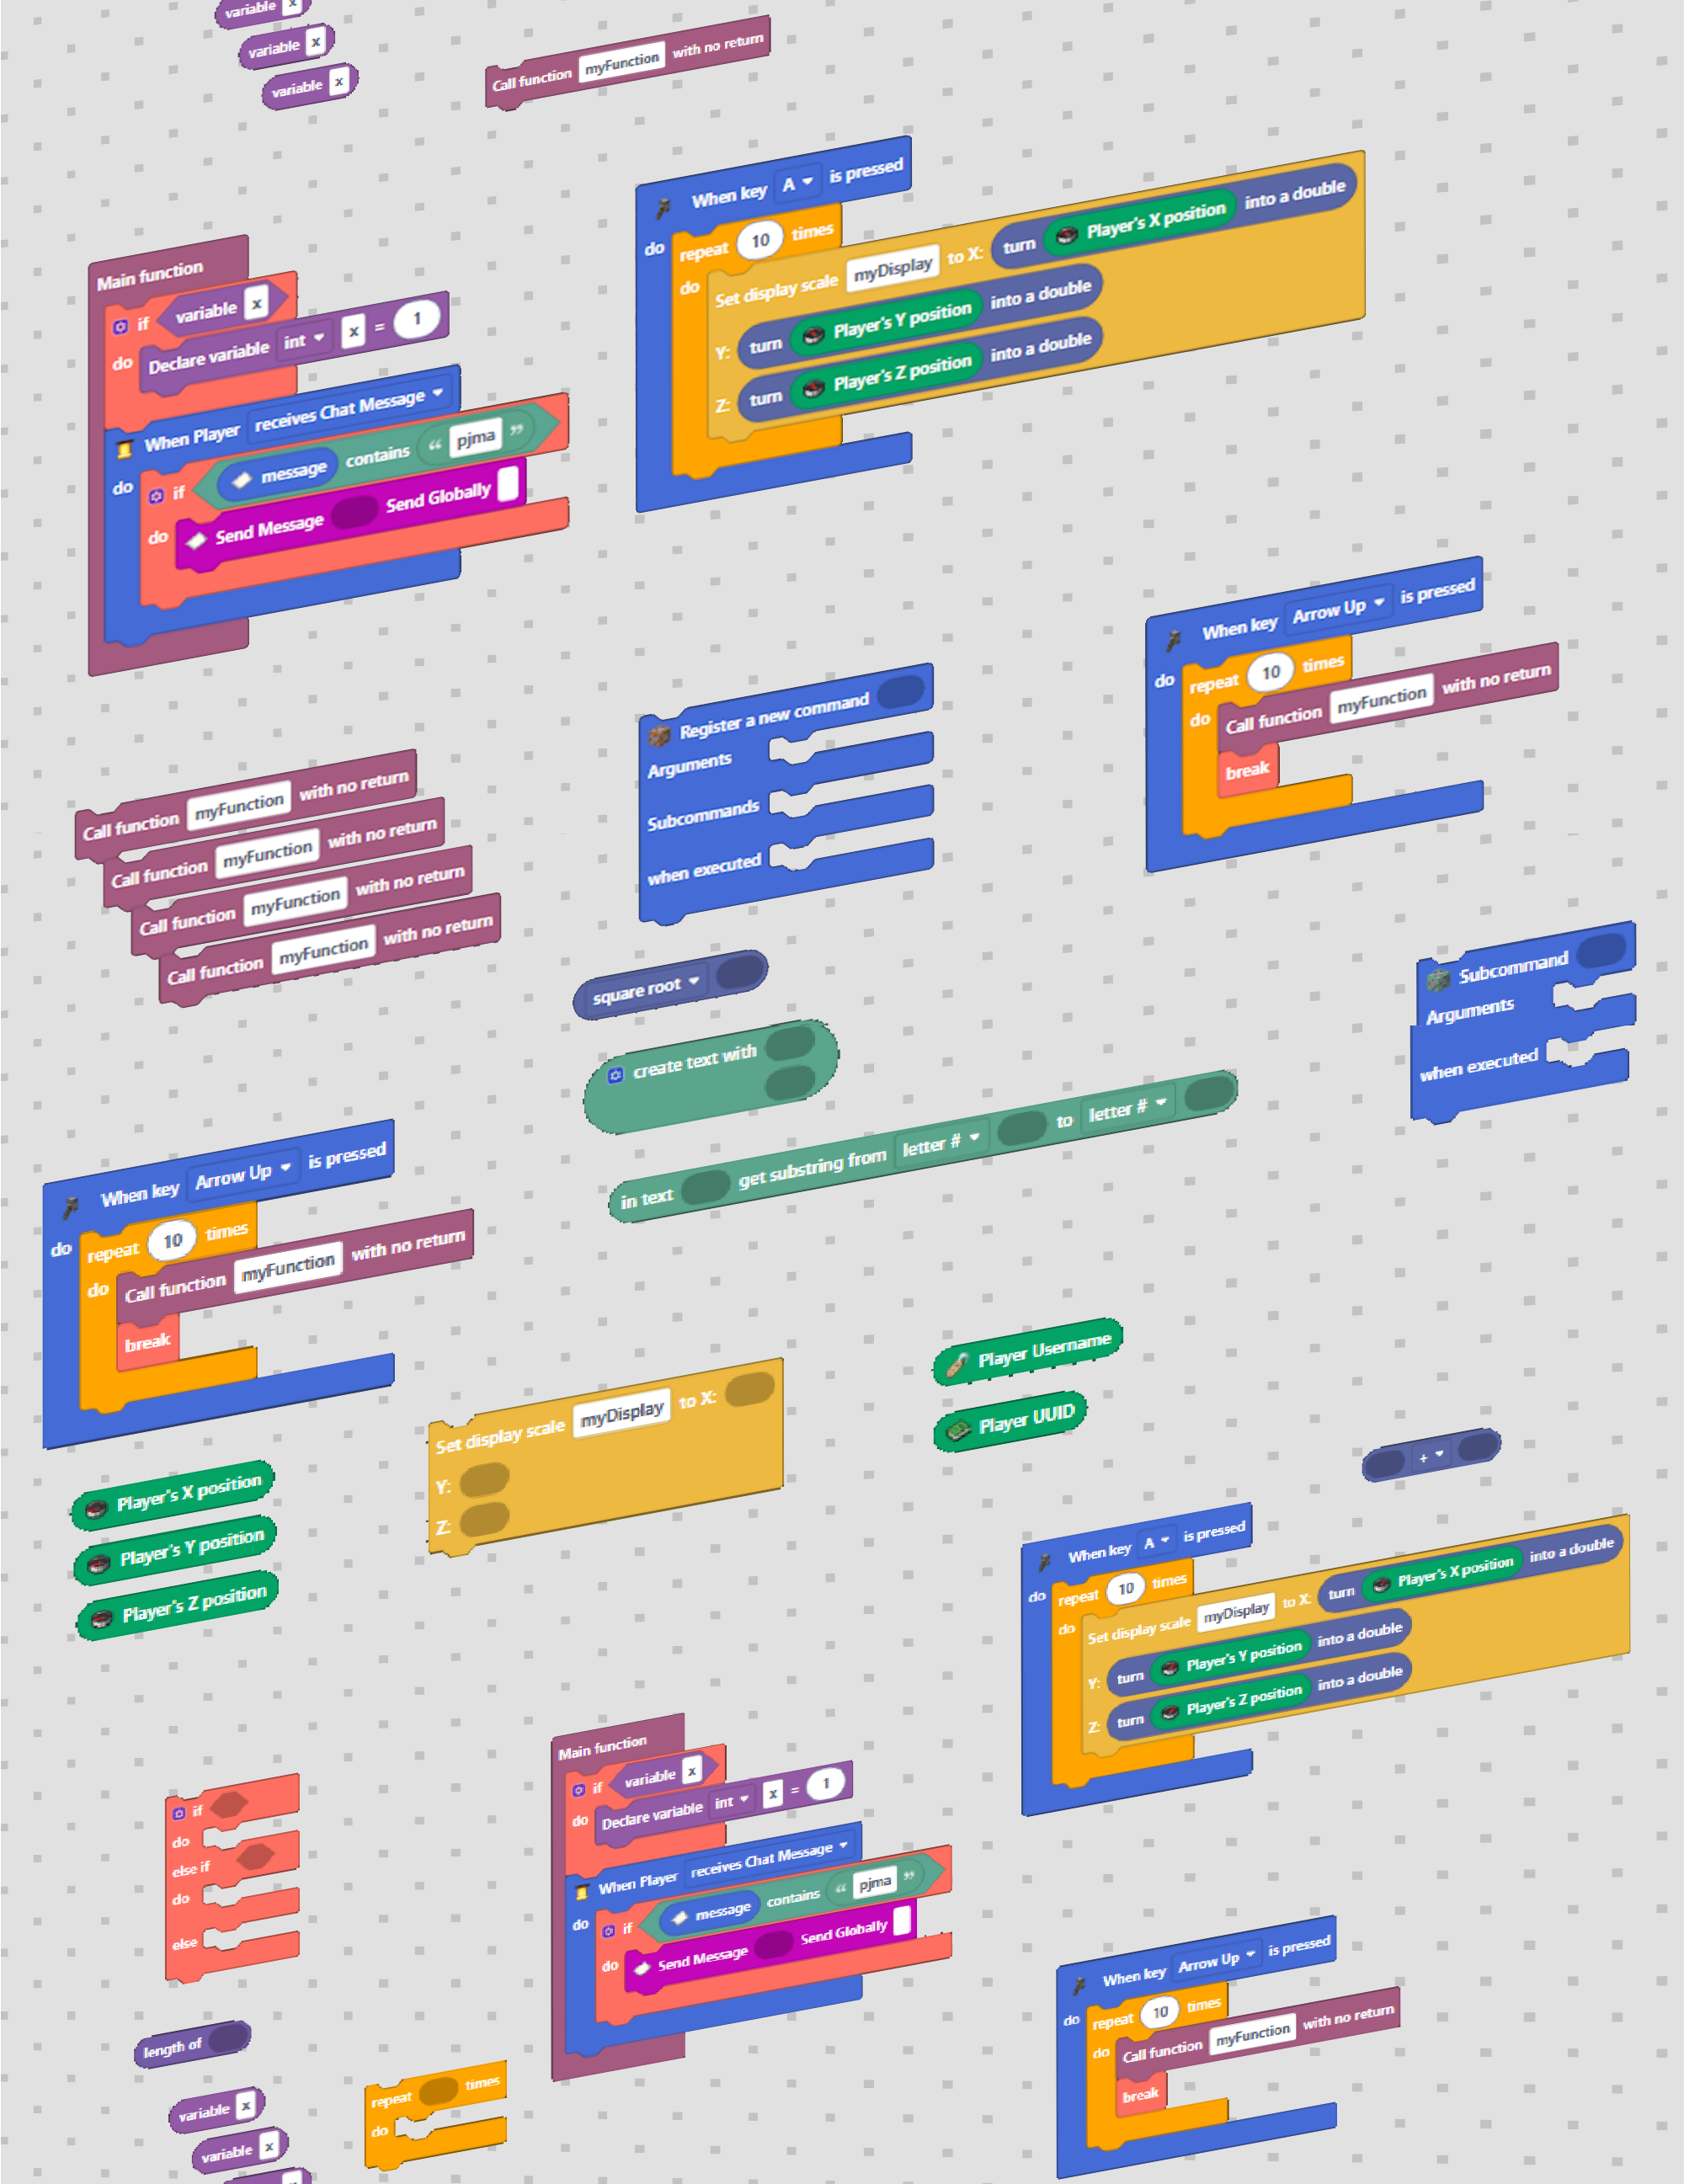 variable x
variable x
variable x
Call function myFunction with no return
When key A is pressed
do repeat 10 times
do Set display scale myDisplay to X: turn Player's X position into a double
Y: turn Player's Y position into a double
Z: turn Player's Z position into a double
Main function
if variable x
do Declare variable int x = 1
When Player receives Chat Message
do if message contains “ pjma ”
do Send Message Send Globally
When key Arrow Up is pressed
do repeat 10 times
do Call function myFunction with no return
break
Register a new command
Arguments
Subcommands
when executed
Call function myFunction with no return
Call function myFunction with no return
Call function myFunction with no return
Call function myFunction with no return
square root
create text with
in text get substring from letter # to letter #
Subcommand
Arguments
when executed
When key Arrow Up is pressed
do repeat 10 times
do Call function myFunction with no return
break
Player Username
Player UUID
Set display scale myDisplay to X:
Y:
Z:
+
Player's X position
Player's Y position
Player's Z position
When key A is pressed
do repeat 10 times
do Set display scale myDisplay to X: turn Player's X position into a double
Y: turn Player's Y position into a double
Z: turn Player's Z position into a double
Main function
if variable x
do Declare variable int x = 1
When Player receives Chat Message
do if message contains “ pjma ”
do Send Message Send Globally
if
do
else if
do
else
When key Arrow Up is pressed
do repeat 10 times
do Call function myFunction with no return
break
length of
repeat times
do
variable x
variable x